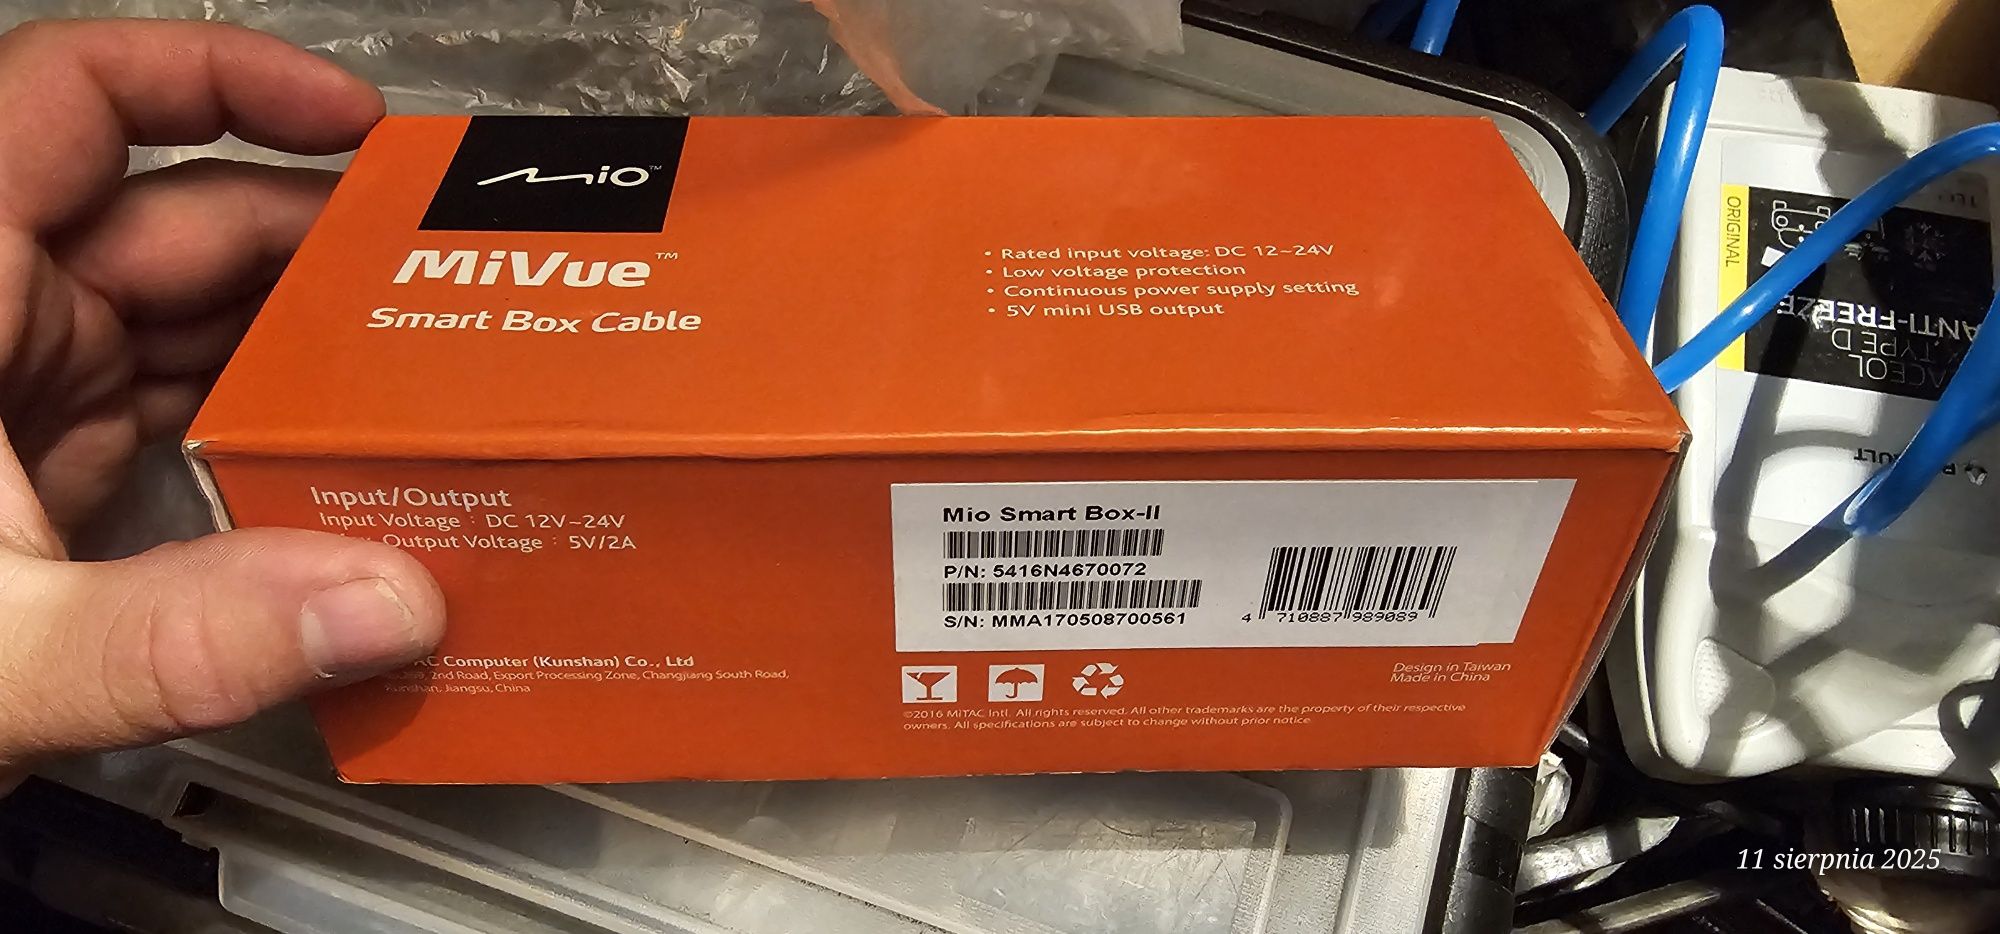 mio™
MiVue™
Smart Box Cable
• Rated input voltage: DC 12~24V
• Low voltage protection
• Continuous power supply setting
• 5V mini USB output
Input/Output
Input Voltage : DC 12V~24V
Output Voltage : 5V/2A
Computer (Kunshan) Co., Ltd
2nd Road, Export Processing Zone, Changjiang South Road,
Kunshan, Jiangsu, China
Mio Smart Box-II
P/N: 5416N4670072
S/N: MMA170508700561
4 710887 989089
Design in Taiwan
Made in China
©2016 MiTAC Intl. All rights reserved. All other trademarks are the property of their respective
owners. All specifications are subject to change without prior notice
ORIGINAL
ANTI-FREEZE
TYPE D
11 sierpnia 2025